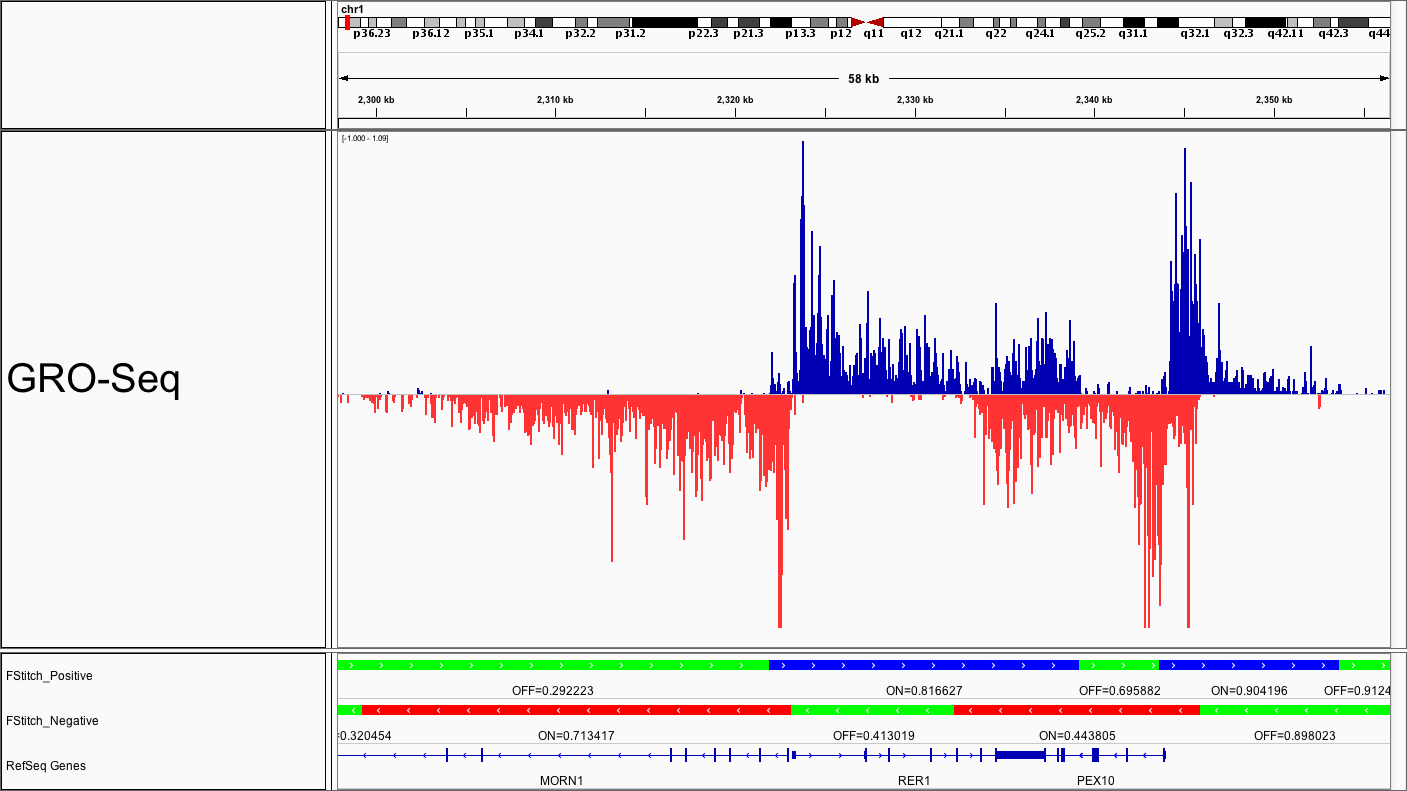 chr1
p36.23 p36.12 p35.1 p34.1 p32.2 p31.2 p22.3 p21.3 p13.3 p12 q11 q12 q21.1 q22 q24.1 q25.2 q31.1 q32.1 q32.3 q42.11 q42.3 q44
58 kb
2,300 kb 2,310 kb 2,320 kb 2,330 kb 2,340 kb 2,350 kb
[-1.000 - 1.09]
GRO-Seq
FStitch_Positive
OFF=0.292223 ON=0.816627 OFF=0.695882 ON=0.904196 OFF=0.9124
FStitch_Negative
=0.320454 ON=0.713417 OFF=0.413019 ON=0.443805 OFF=0.898023
RefSeq Genes
MORN1 RER1 PEX10